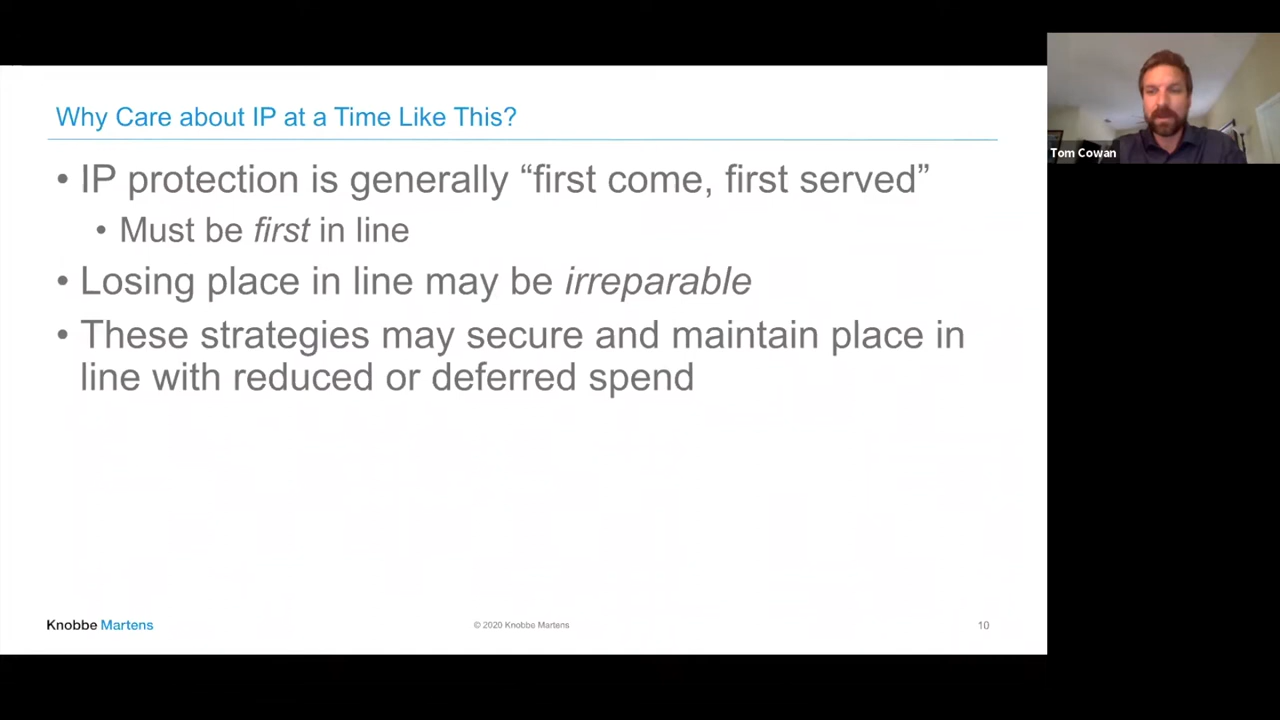 Why Care about IP at a Time Like This?
• IP protection is generally “first come, first served”
• Must be first in line
• Losing place in line may be irreparable
• These strategies may secure and maintain place in
line with reduced or deferred spend
Knobbe Martens
© 2020 Knobbe Martens
10
Tom Cowan